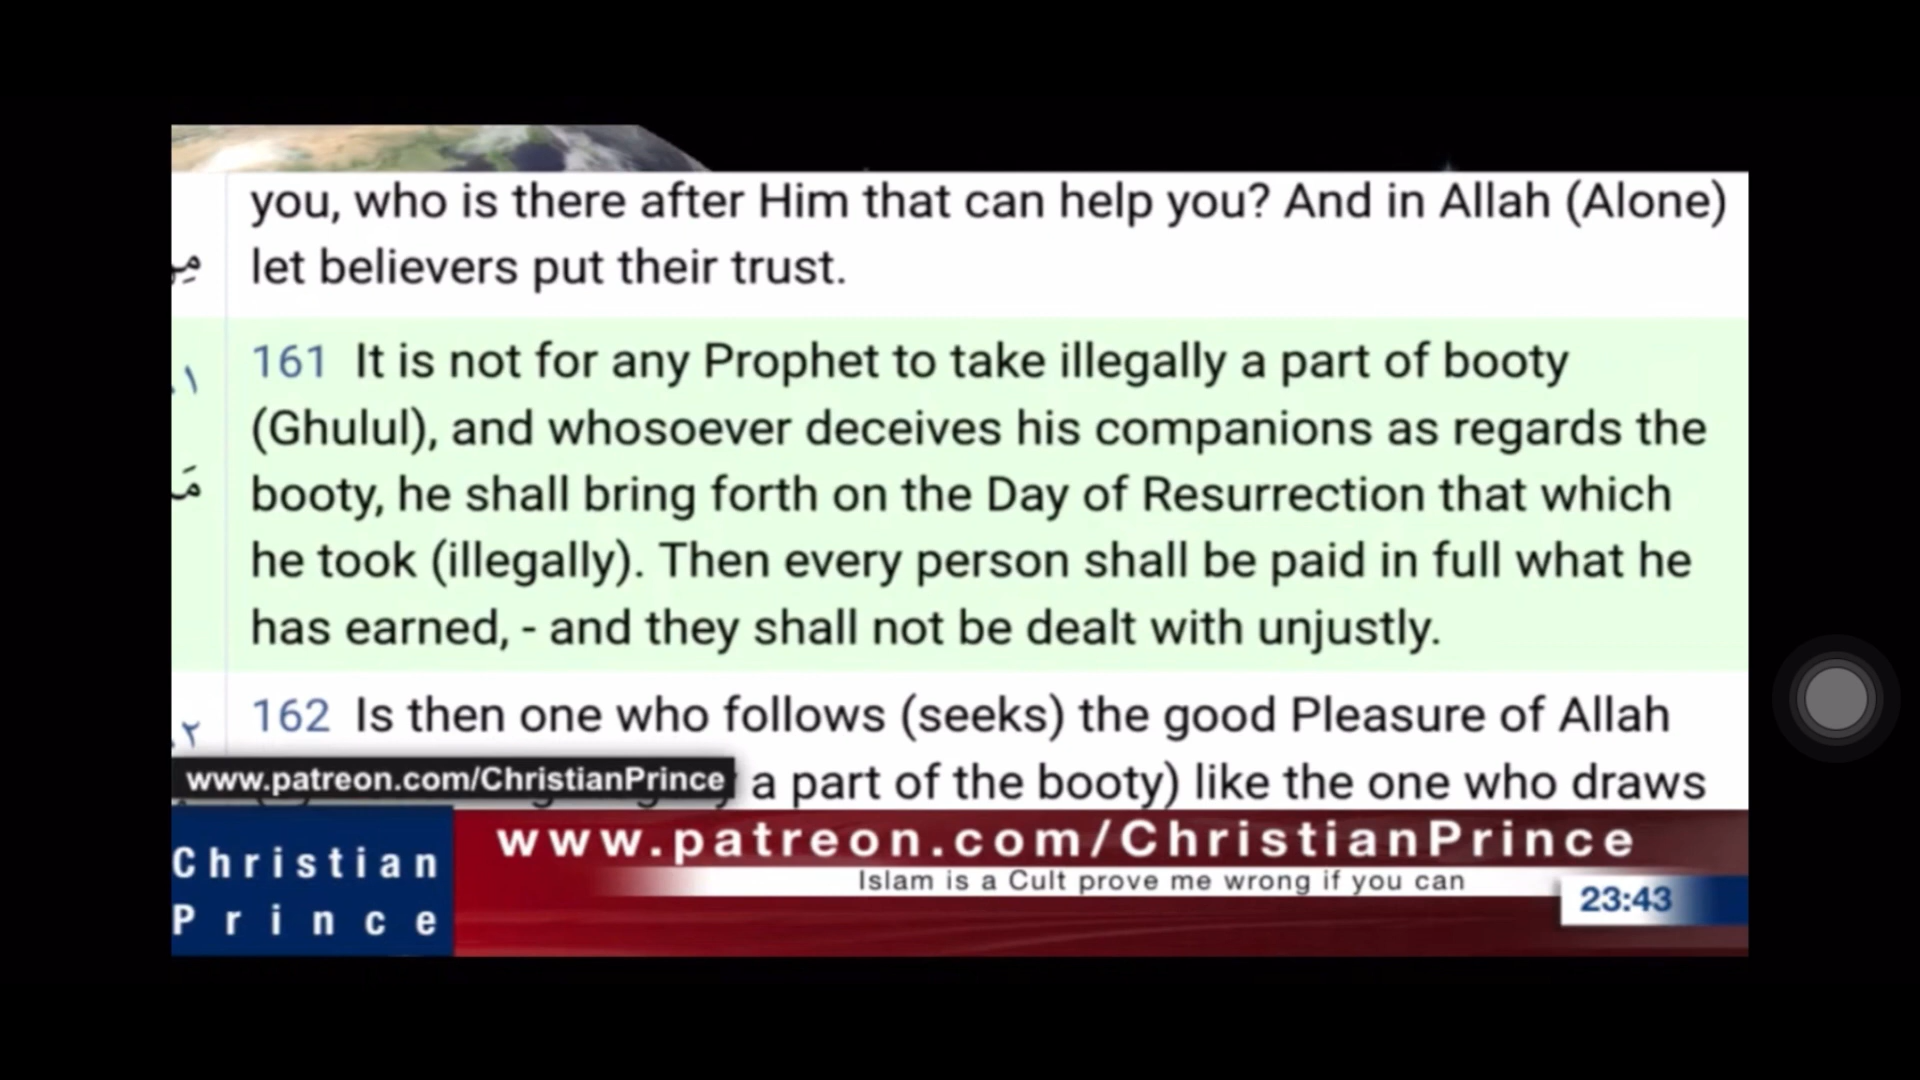 you, who is there after Him that can help you? And in Allah (Alone)
let believers put their trust.
161 It is not for any Prophet to take illegally a part of booty
(Ghulul), and whosoever deceives his companions as regards the
booty, he shall bring forth on the Day of Resurrection that which
he took (illegally). Then every person shall be paid in full what he
has earned, - and they shall not be dealt with unjustly.
162 Is then one who follows (seeks) the good Pleasure of Allah
a part of the booty) like the one who draws
www.patreon.com/ChristianPrince
Christian
Prince
www.patreon.com/ChristianPrince
Islam is a Cult prove me wrong if you can
23:43